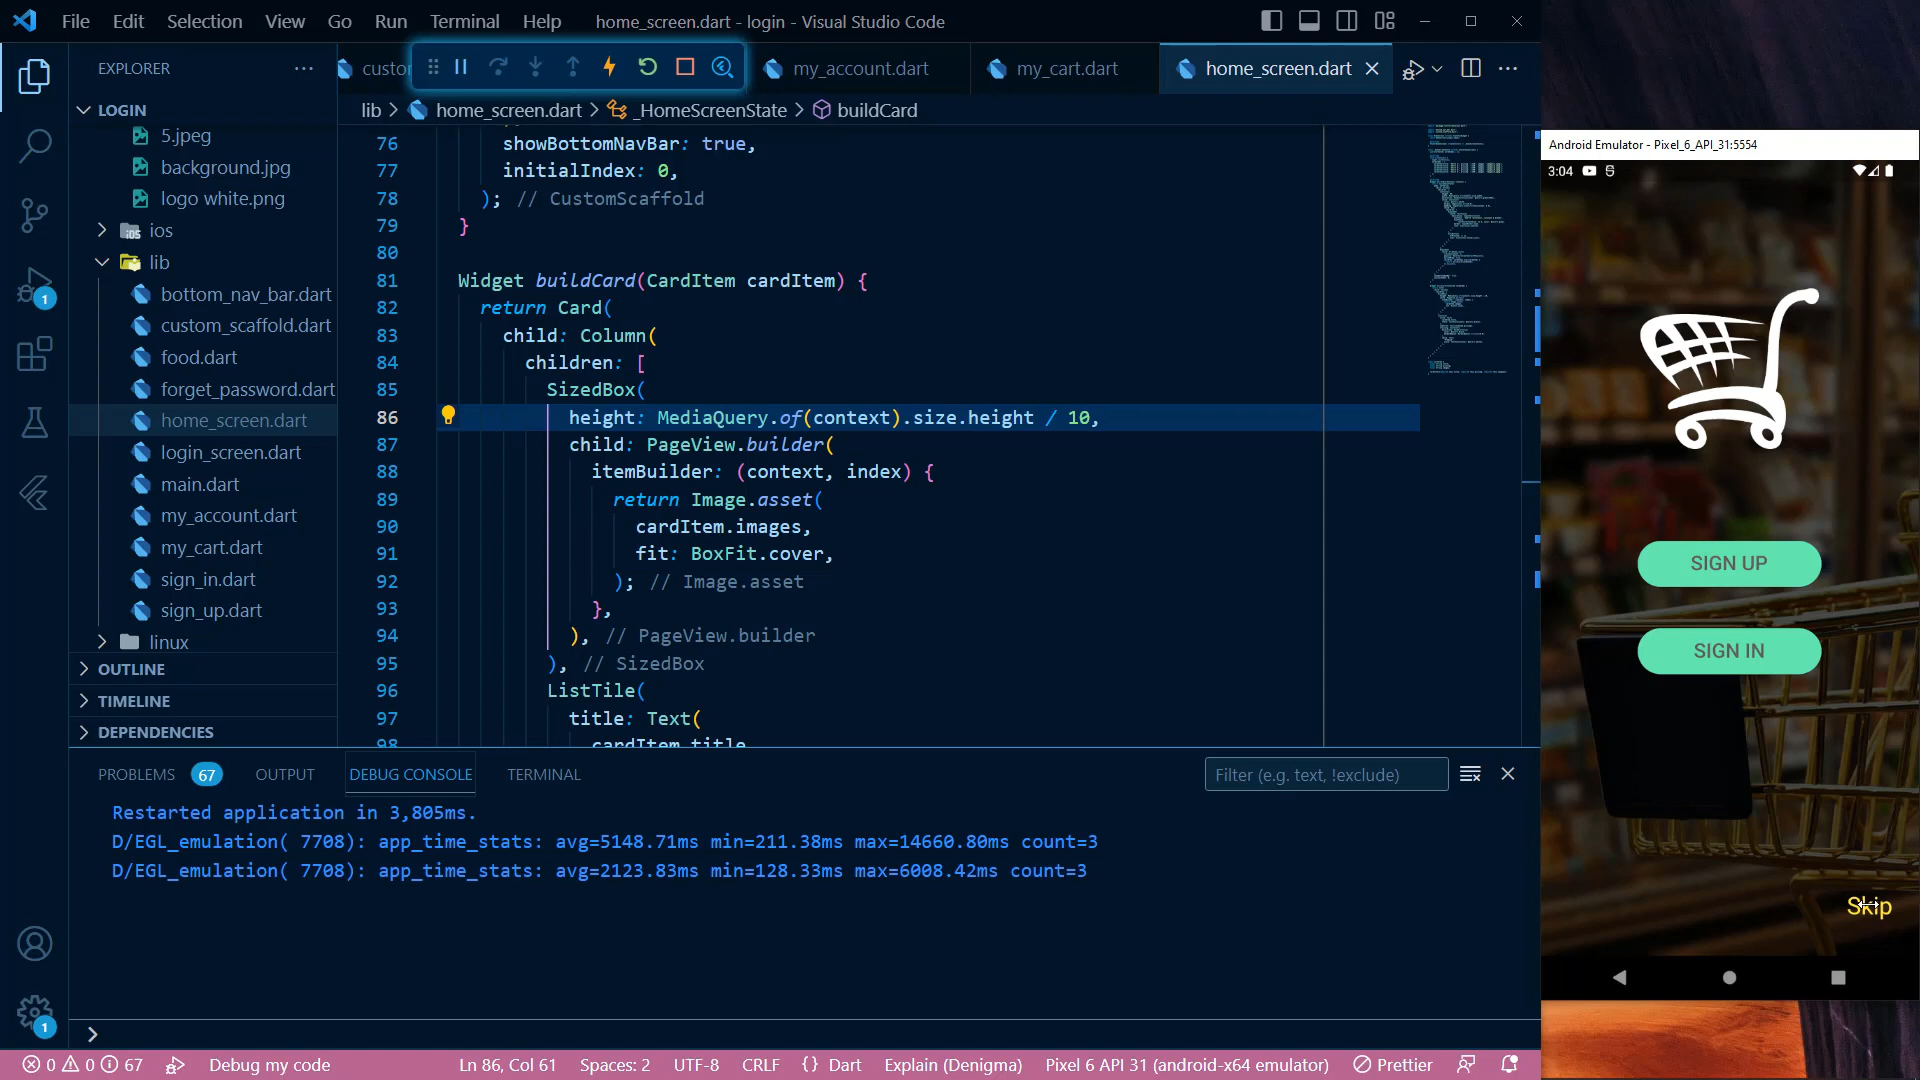 File Edit Selection View Go Run Terminal Help
home_screen.dart - login - Visual Studio Code
EXPLORER
LOGIN
5.jpeg
background.jpg
logo white.png
ios
lib
bottom_nav_bar.dart
custom_scaffold.dart
food.dart
forget_password.dart
home_screen.dart
login_screen.dart
main.dart
my_account.dart
my_cart.dart
sign_in.dart
sign_up.dart
linux
OUTLINE
TIMELINE
DEPENDENCIES
my_account.dart
my_cart.dart
home_screen.dart
lib > home_screen.dart > _HomeScreenState > buildCard
76 showBottomNavBar: true,
77 initialIndex: 0,
78 ); // CustomScaffold
79 }
80
81 Widget buildCard(CardItem cardItem) {
82 return Card(
83 child: Column(
84 children: [
85 SizedBox(
86 height: MediaQuery.of(context).size.height / 10,
87 child: PageView.builder(
88 itemBuilder: (context, index) {
89 return Image.asset(
90 cardItem.images,
91 fit: BoxFit.cover,
92 ); // Image.asset
93 },
94 ), // PageView.builder
95 ), // SizedBox
96 ListTile(
97 title: Text(
98 cardItem.title
PROBLEMS 67 OUTPUT DEBUG CONSOLE TERMINAL
Filter (e.g. text, !exclude)
Restarted application in 3,805ms.
D/EGL_emulation( 7708): app_time_stats: avg=5148.71ms min=211.38ms max=14660.80ms count=3
D/EGL_emulation( 7708): app_time_stats: avg=2123.83ms min=128.33ms max=6008.42ms count=3
1
1
0 0 67 Debug my code Ln 86, Col 61 Spaces: 2 UTF-8 CRLF {} Dart Explain (Denigma) Pixel 6 API 31 (android-x64 emulator) Prettier
Android Emulator - Pixel_6_API_31:5554
3:04
SIGN UP
SIGN IN
Skip